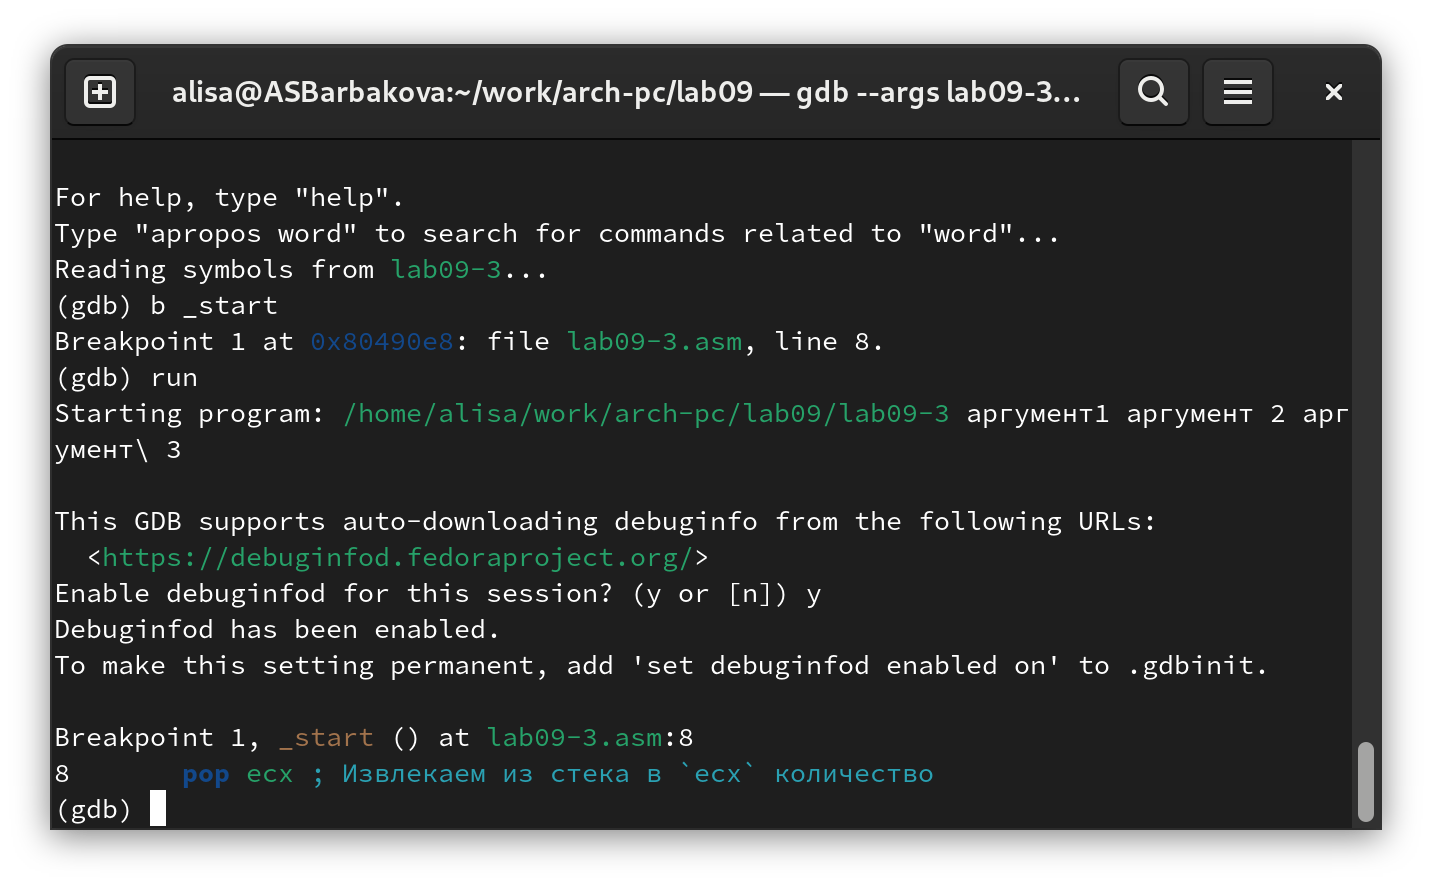 alisa@ASBarbakova:~/work/arch-pc/lab09 — gdb --args lab09-3...
For help, type "help".
Type "apropos word" to search for commands related to "word"...
Reading symbols from lab09-3...
(gdb) b _start
Breakpoint 1 at 0x80490e8: file lab09-3.asm, line 8.
(gdb) run
Starting program: /home/alisa/work/arch-pc/lab09/lab09-3 аргумент1 аргумент 2 арг
умент\ 3
This GDB supports auto-downloading debuginfo from the following URLs:
  <https://debuginfod.fedoraproject.org/>
Enable debuginfod for this session? (y or [n]) y
Debuginfod has been enabled.
To make this setting permanent, add 'set debuginfod enabled on' to .gdbinit.
Breakpoint 1, _start () at lab09-3.asm:8
8       pop ecx ; Извлекаем из стека в `ecx` количество
(gdb)